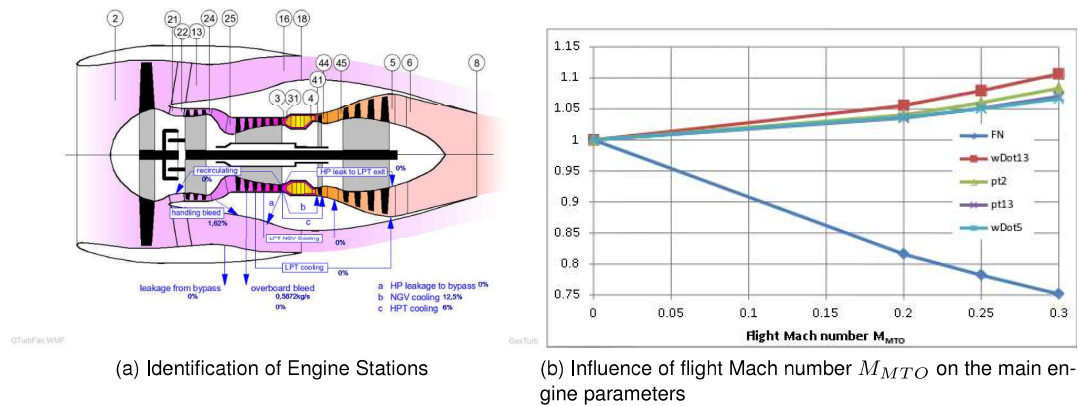 2
21
22
24
13
25
16
18
3
31
44
41
4
45
5
6
8
recirculating
0%
HP leak to LPT exit
0%
handling bleed
1,62%
a
b
c
LPT NGV Cooling
0%
LPT cooling
0%
leakage from bypass
0%
overboard bleed
0,5872kg/s
0%
a HP leakage to bypass 0%
b NGV cooling 12,5%
c HPT cooling 6%
GTurbFan.WMF
GasTurb
(a) Identification of Engine Stations
1.15
1.1
1.05
1
0.95
0.9
0.85
0.8
0.75
0
0.05
0.1
0.15
0.2
0.25
0.3
FN
wDot13
pt2
pt13
wDot5
Flight Mach number M_MTO
(b) Influence of flight Mach number M_MTO on the main en-
gine parameters